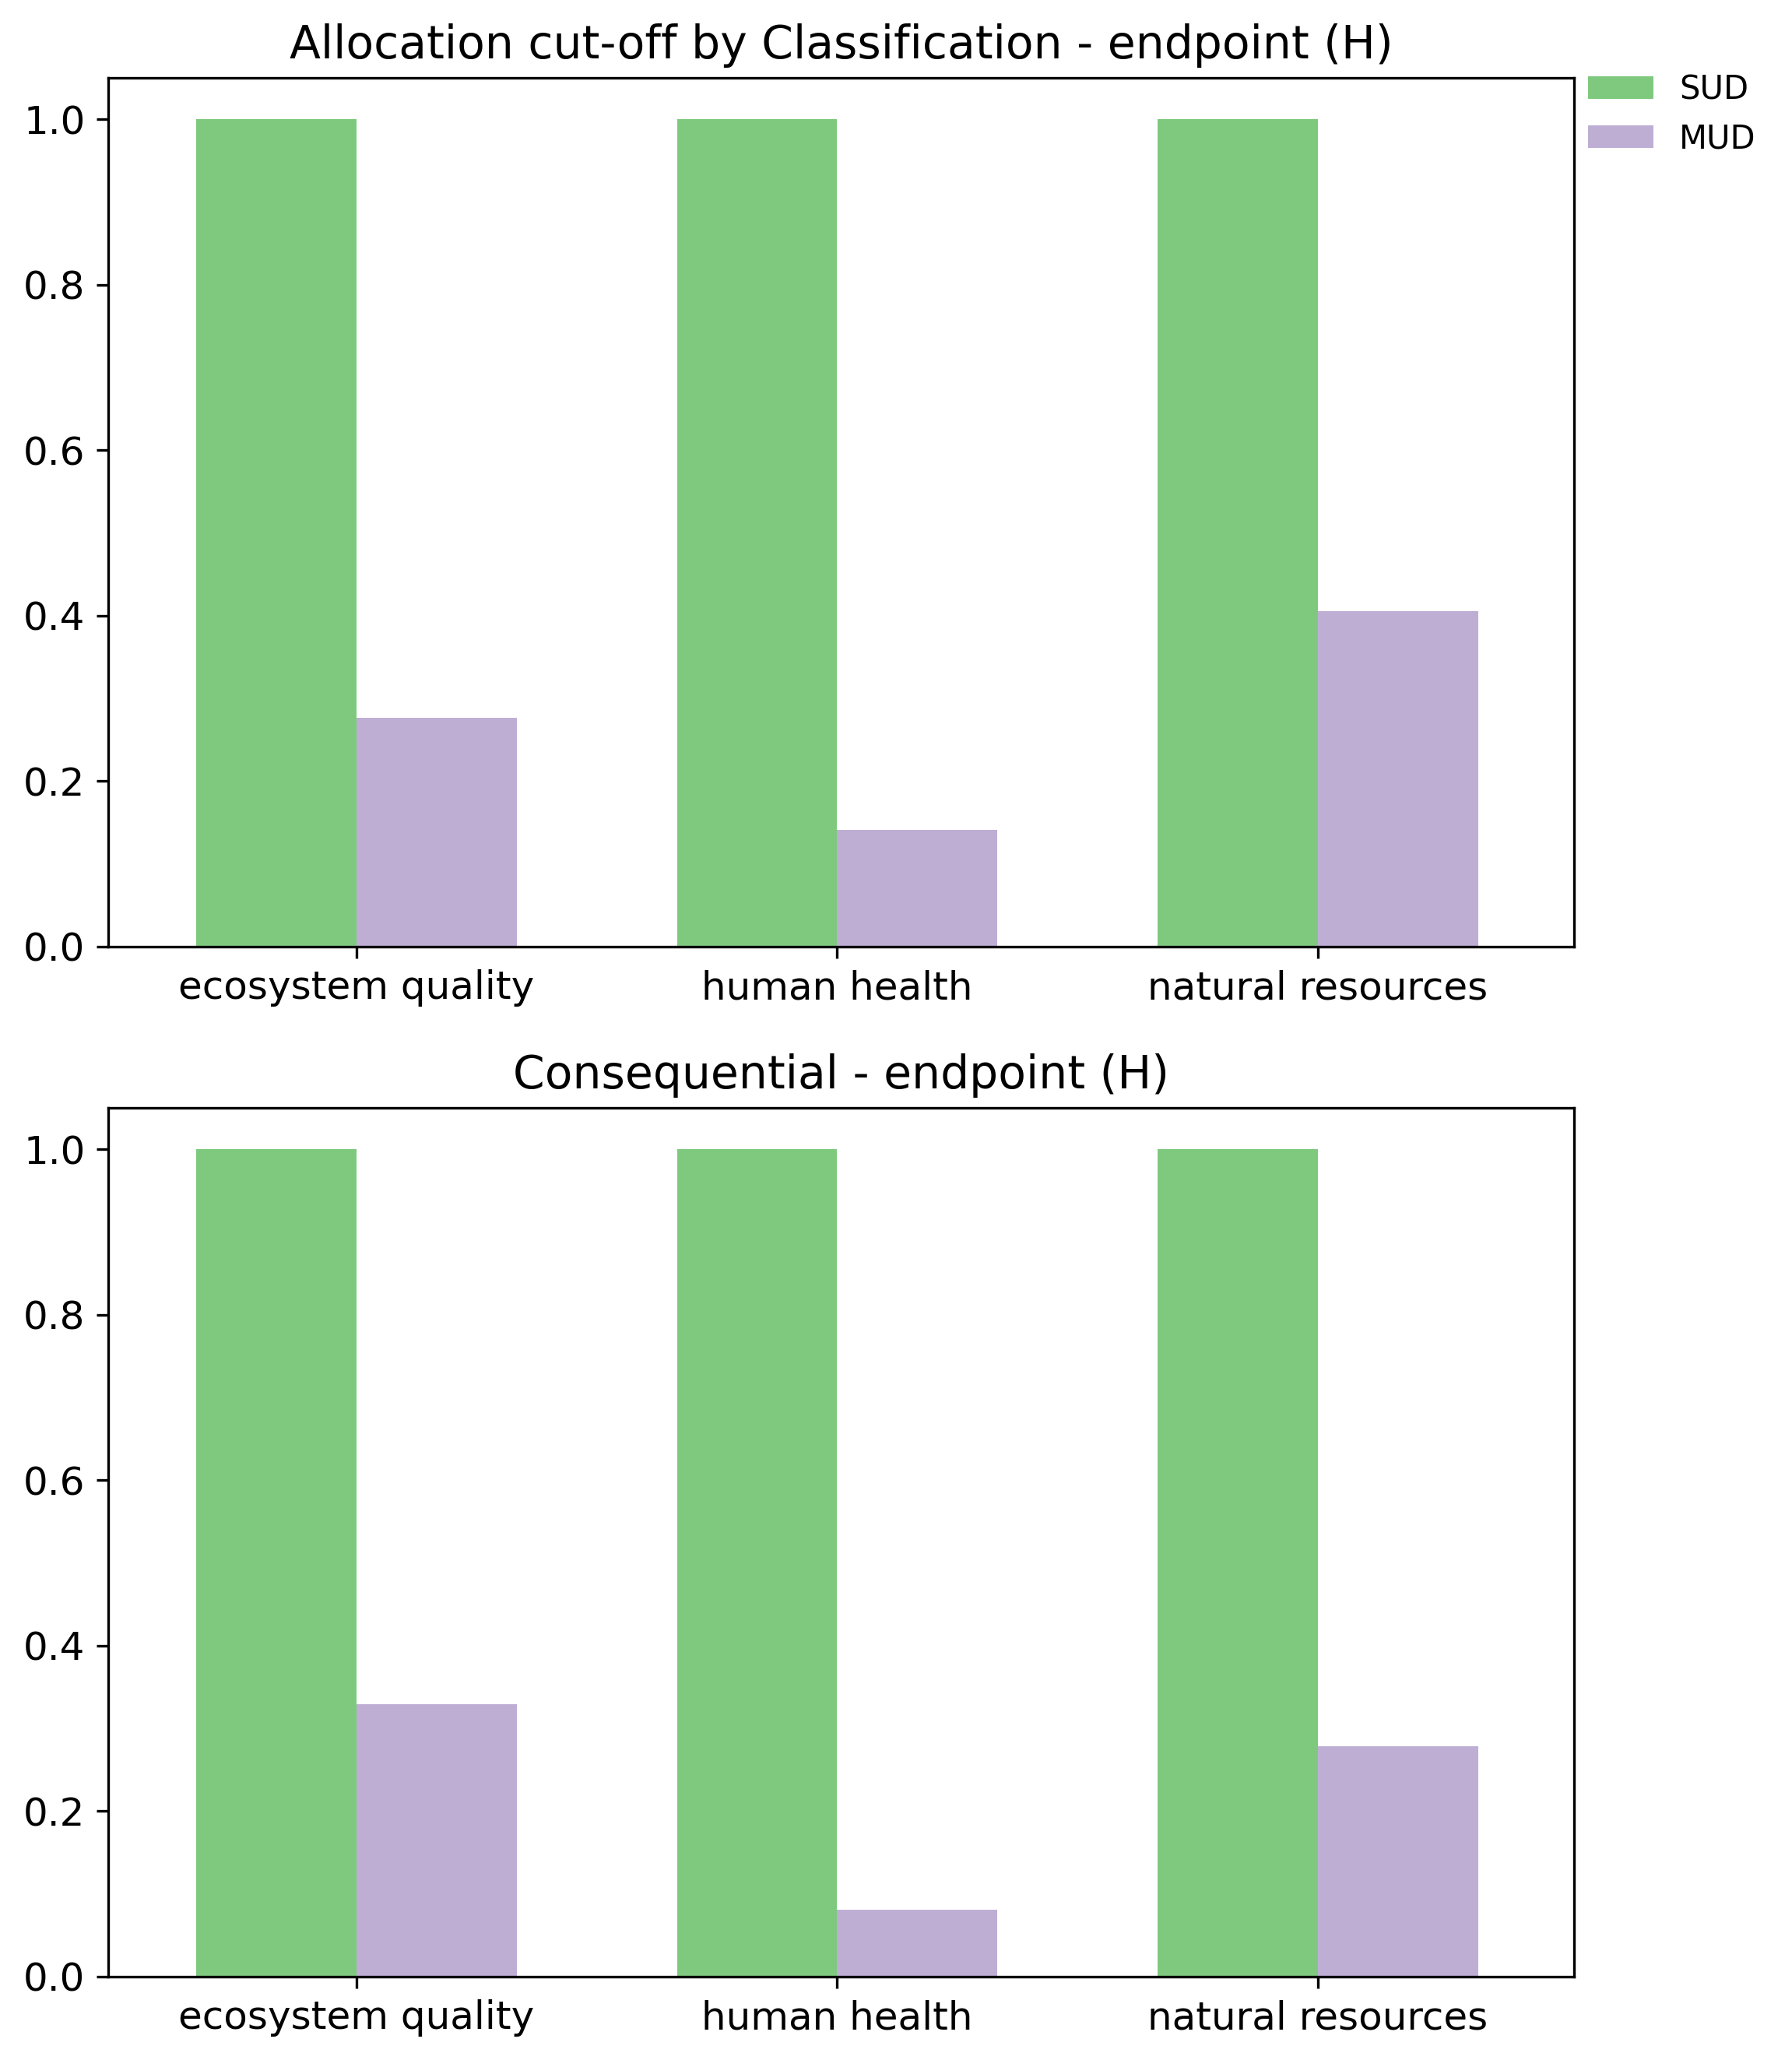 Allocation cut-off by Classification - endpoint (H)
SUD
MUD
1.0
0.8
0.6
0.4
0.2
0.0
ecosystem quality human health natural resources
Consequential - endpoint (H)
1.0
0.8
0.6
0.4
0.2
0.0
ecosystem quality human health natural resources